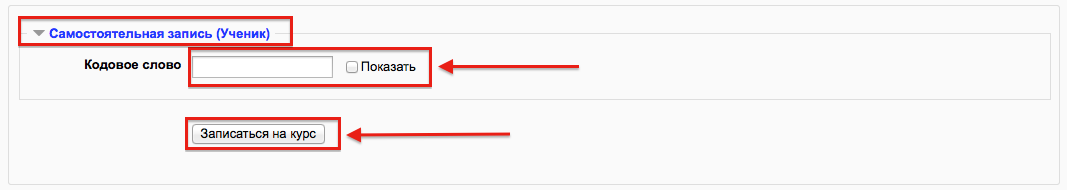 Самостоятельная запись (Ученик)
Кодовое слово Показать
Записаться на курс